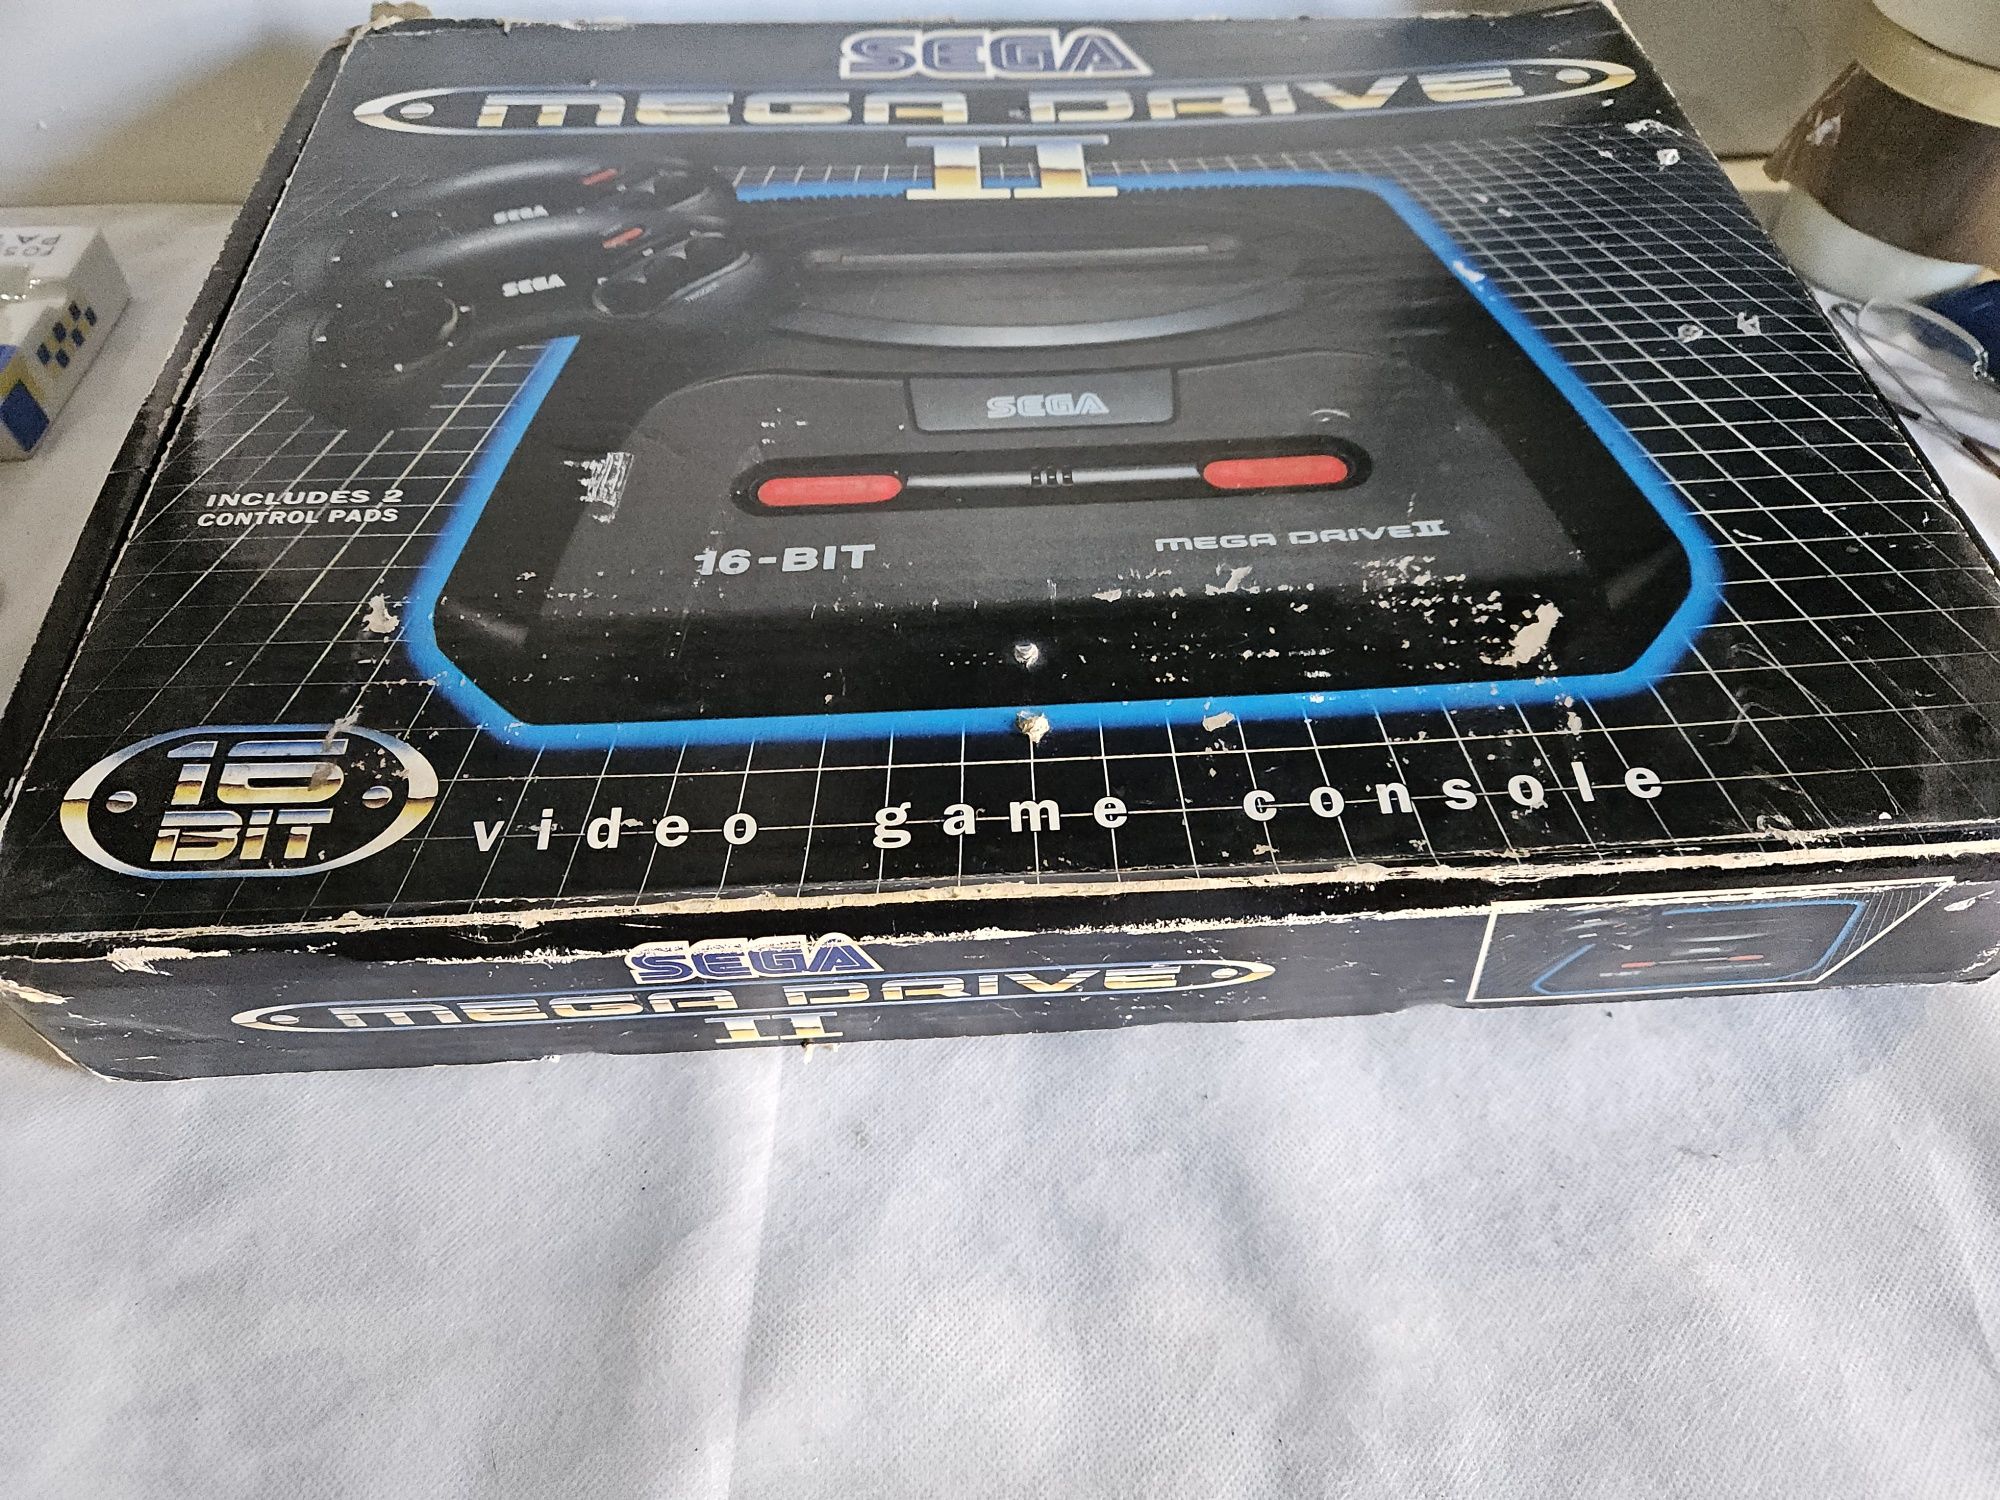 SEGA
MEGA DRIVE
II
SEGA
SEGA
SEGA
INCLUDES 2
CONTROL PADS
16-BIT
MEGA DRIVE II
16
BIT
video game console
SEGA
MEGA DRIVE
II